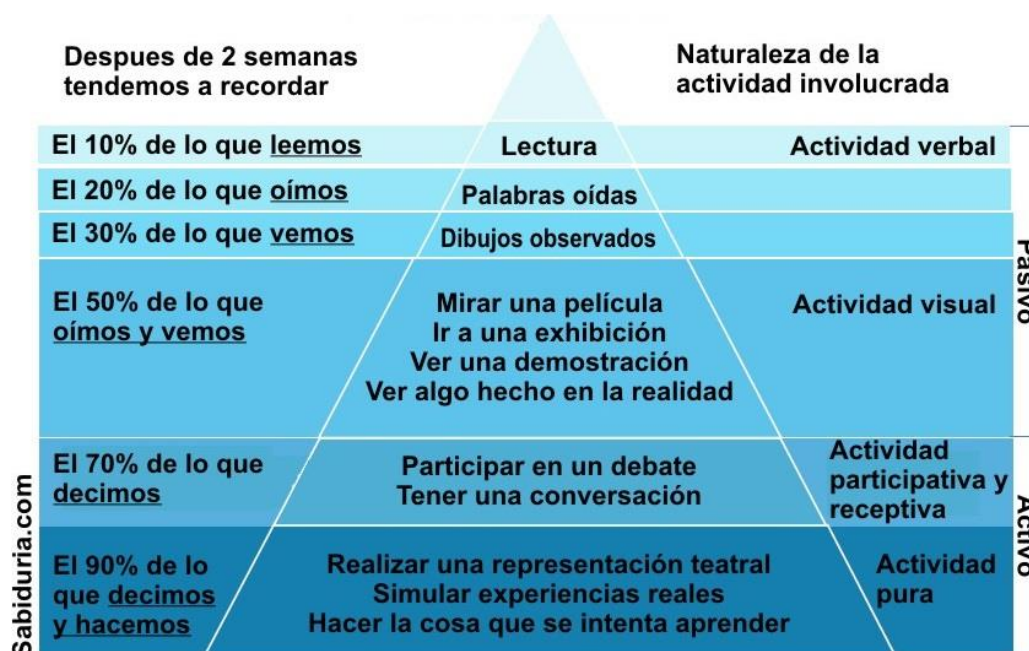 Despues de 2 semanas
tendemos a recordar
Naturaleza de la
actividad involucrada
El 10% de lo que leemos
Lectura
Actividad verbal
El 20% de lo que oímos
Palabras oídas
El 30% de lo que vemos
Dibujos observados
El 50% de lo que
oímos y vemos
Mirar una película
Ir a una exhibición
Ver una demostración
Ver algo hecho en la realidad
Actividad visual
Pasivo
El 70% de lo que
decimos
Participar en un debate
Tener una conversación
Actividad
participativa y
receptiva
El 90% de lo
que decimos
y hacemos
Realizar una representación teatral
Simular experiencias reales
Hacer la cosa que se intenta aprender
Actividad
pura
Activo
Sabiduria.com